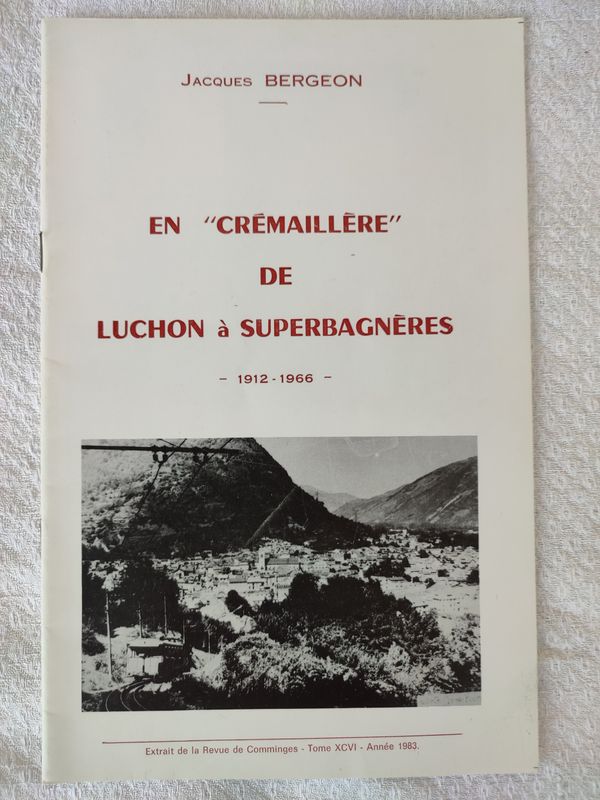 Jacques BERGEON
EN "CRÉMAILLÈRE"
DE
LUCHON à SUPERBAGNÈRES
- 1912-1966 -
Extrait de la Revue de Comminges - Tome XCVI - Année 1983.